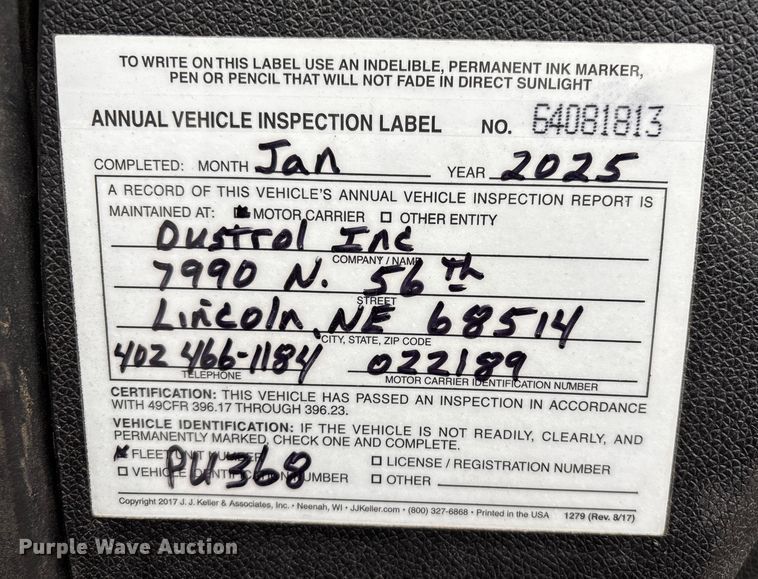 TO WRITE ON THIS LABEL USE AN INDELIBLE, PERMANENT INK MARKER,
PEN OR PENCIL THAT WILL NOT FADE IN DIRECT SUNLIGHT
ANNUAL VEHICLE INSPECTION LABEL NO. 64081813
COMPLETED: MONTH Jan YEAR 2025
A RECORD OF THIS VEHICLE'S ANNUAL VEHICLE INSPECTION REPORT IS
MAINTAINED AT: MOTOR CARRIER OTHER ENTITY
Dustrol Inc
COMPANY / NAME
7990 N. 56th
STREET
Lincoln, NE 68514
CITY, STATE, ZIP CODE
402 466-1184 022189
TELEPHONE MOTOR CARRIER IDENTIFICATION NUMBER
CERTIFICATION: THIS VEHICLE HAS PASSED AN INSPECTION IN ACCORDANCE
WITH 49CFR 396.17 THROUGH 396.23.
VEHICLE IDENTIFICATION: IF THE VEHICLE IS NOT READILY, CLEARLY, AND
PERMANENTLY MARKED, CHECK ONE AND COMPLETE.
FLEET UNIT NUMBER LICENSE / REGISTRATION NUMBER
PU368
VEHICLE IDENTIFICATION NUMBER OTHER
Copyright 2017 J. J. Keller & Associates, Inc. • Neenah, WI • JJKeller.com • (800) 327-6868 • Printed in the USA 1279 (Rev. 8/17)
Purple Wave Auction